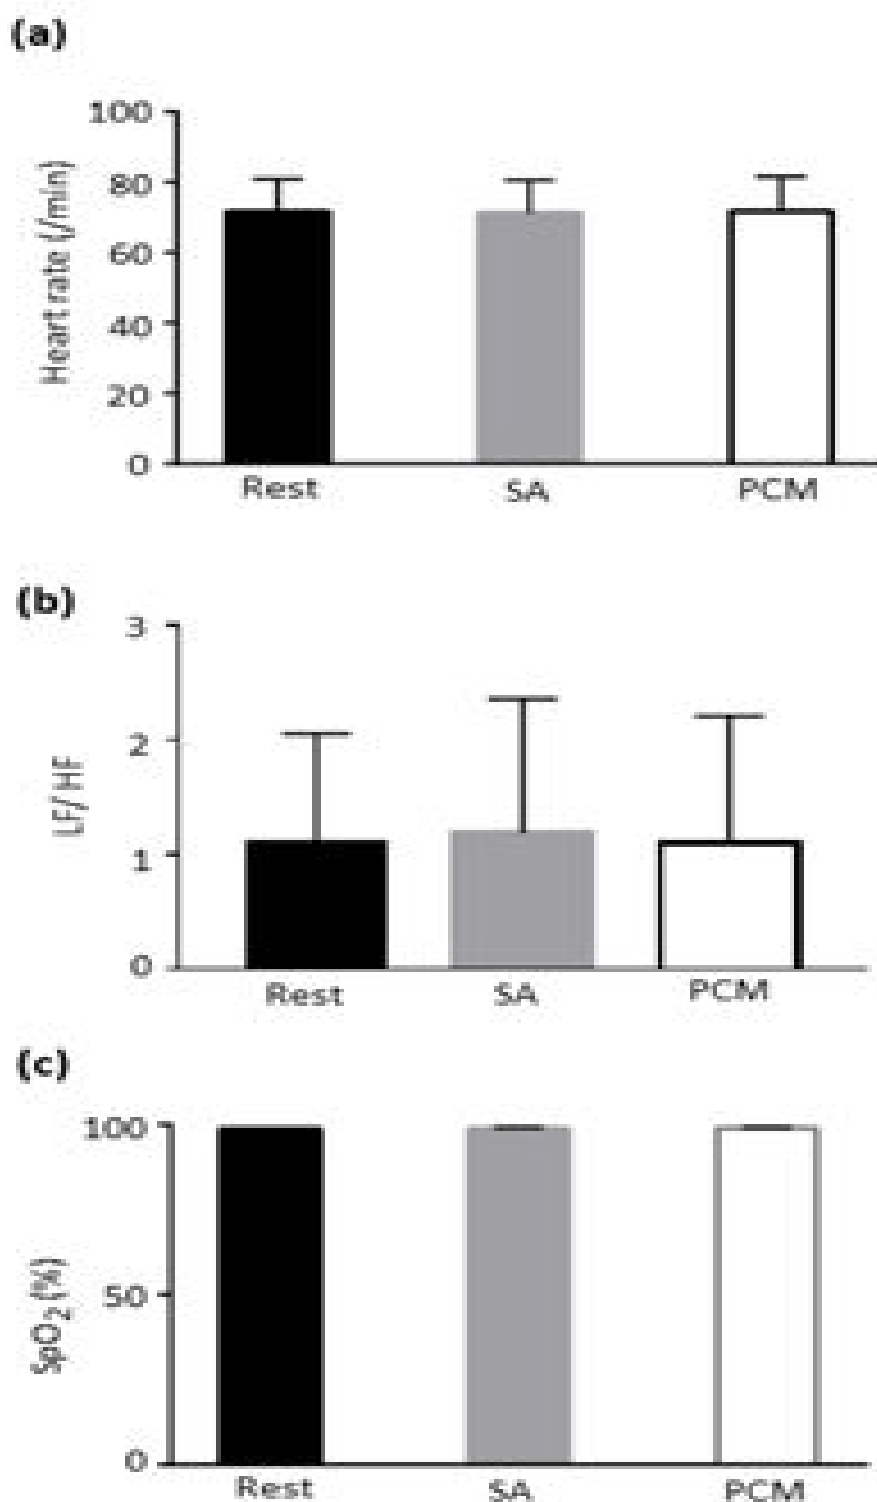 (a)
Heart rate (/min)
100
80
60
40
20
0
Rest SA PCM
(b)
LF/HF
3
2
1
0
Rest SA PCM
(c)
SpO₂ (%)
100
50
0
Rest SA PCM